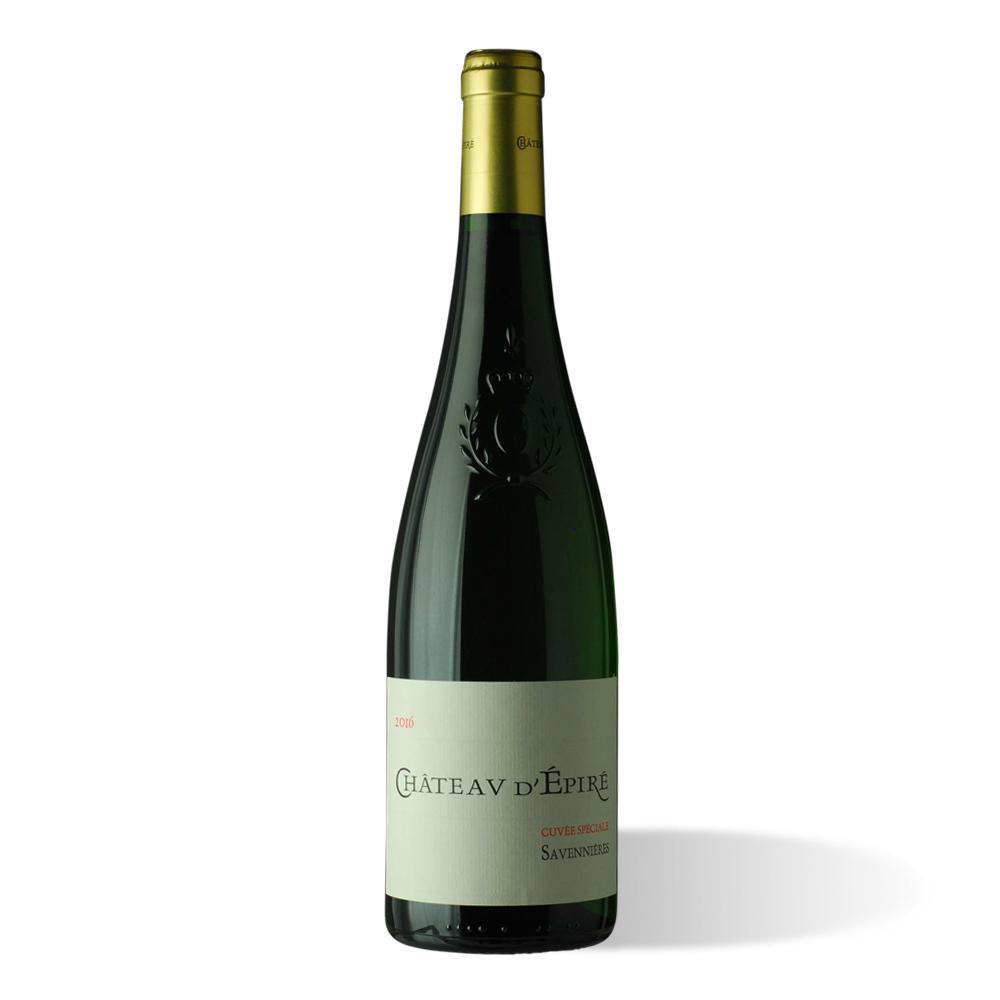 2016
CHÂTEAV D'ÉPIRÉ
CUVÉE SPÉCIALE
SAVENNIÈRES